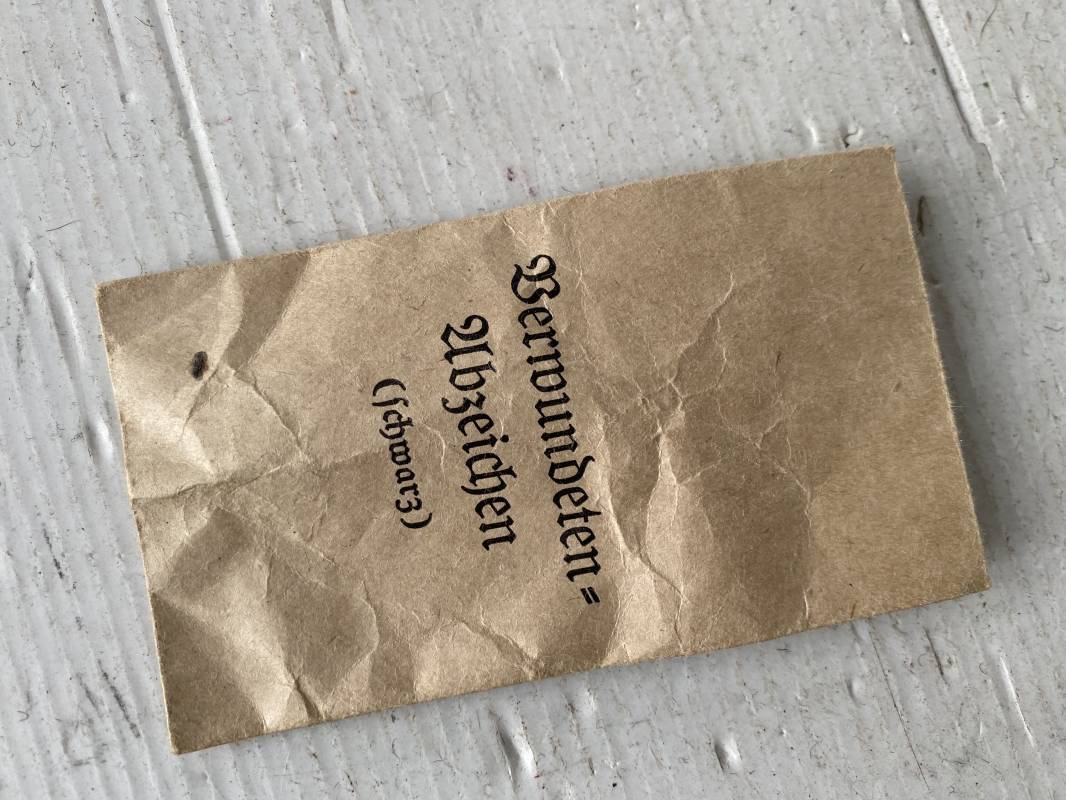 Verwundeten=
Abzeichen
(schwarz)